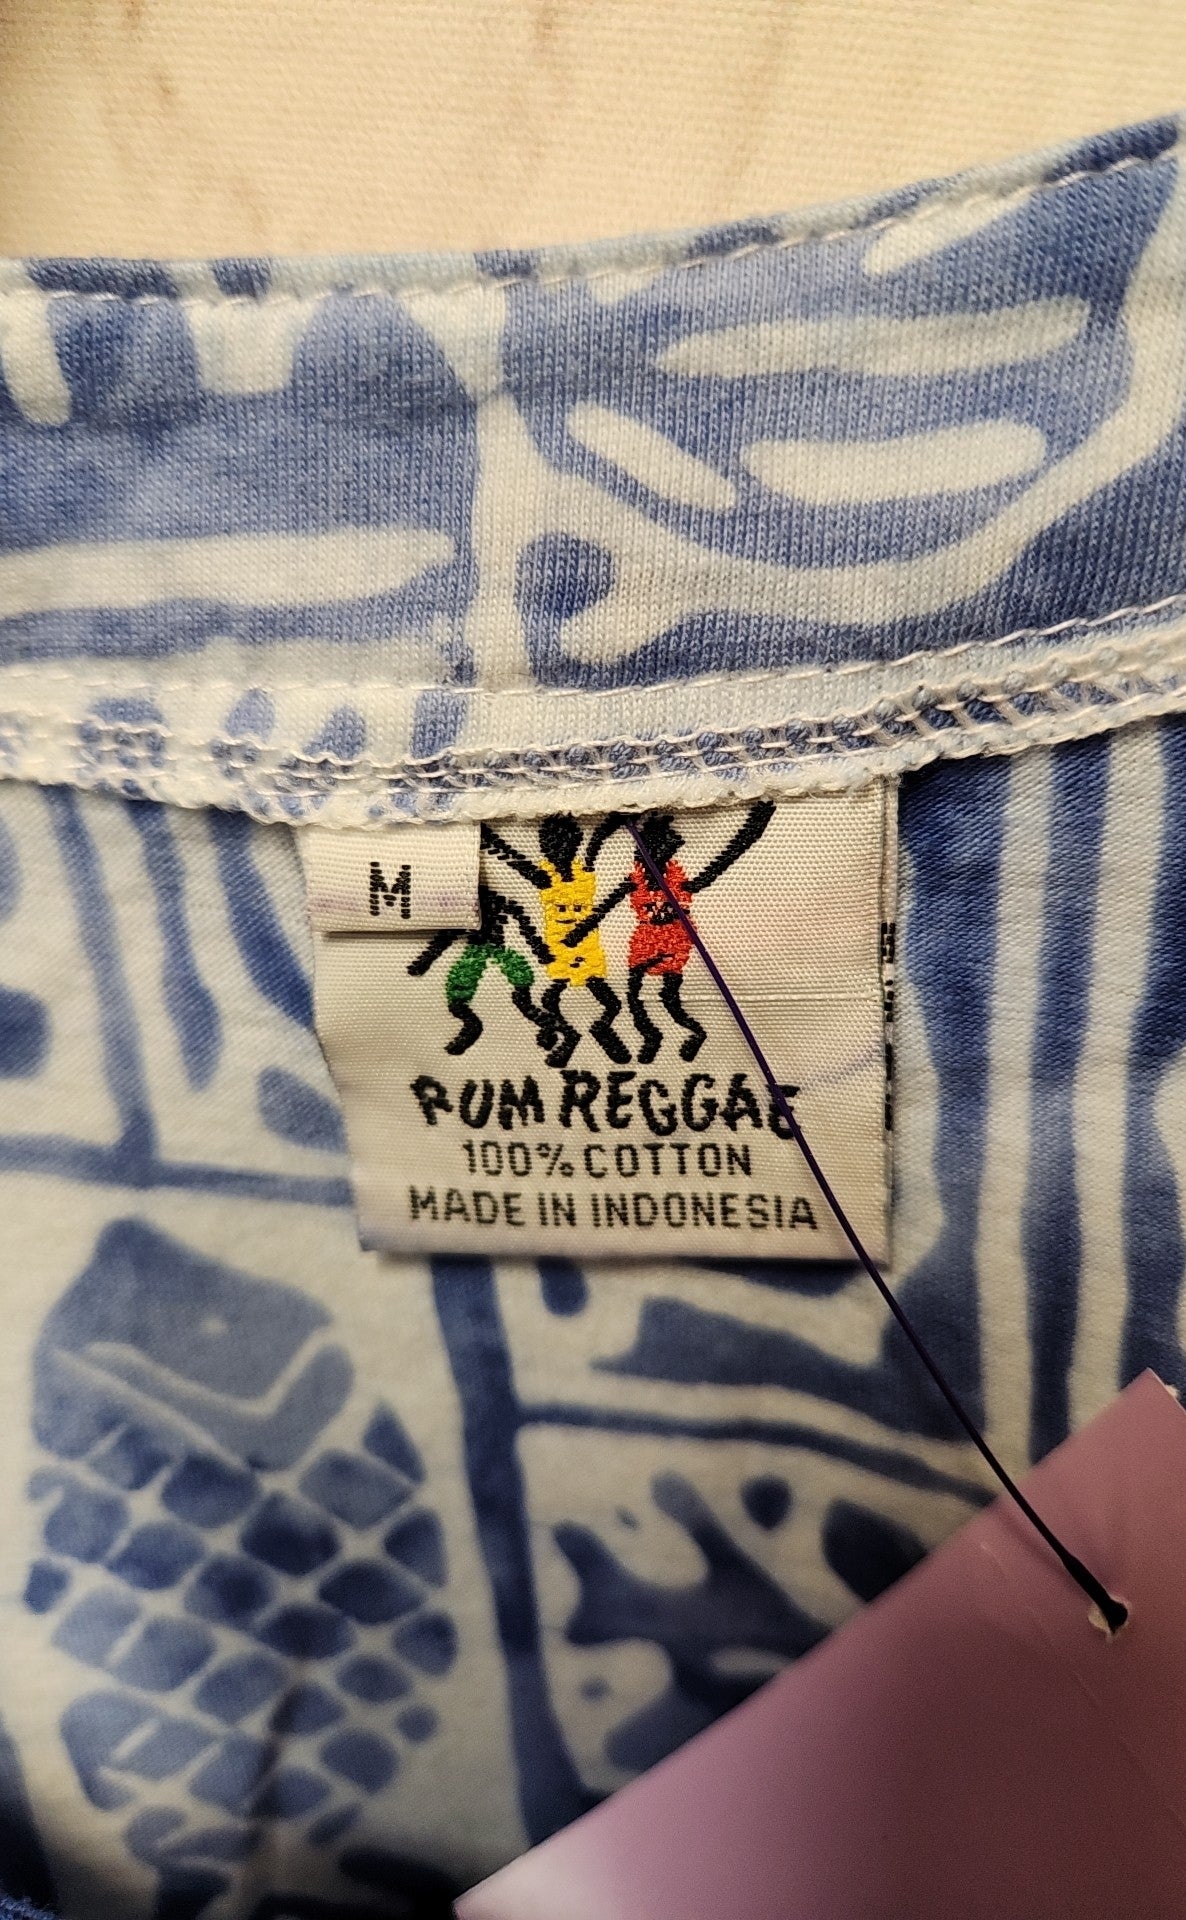 M
RUM REGGAE
100% COTTON
MADE IN INDONESIA